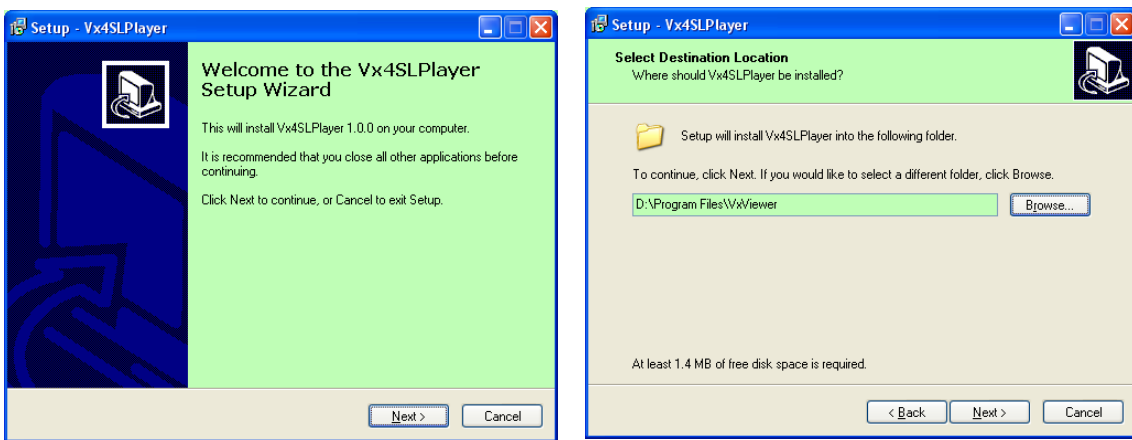 Setup - Vx4SLPlayer
Welcome to the Vx4SLPlayer
Setup Wizard
This will install Vx4SLPlayer 1.0.0 on your computer.
It is recommended that you close all other applications before
continuing.
Click Next to continue, or Cancel to exit Setup.
Next >
Cancel
Setup - Vx4SLPlayer
Select Destination Location
Where should Vx4SLPlayer be installed?
Setup will install Vx4SLPlayer into the following folder.
To continue, click Next. If you would like to select a different folder, click Browse.
D:\Program Files\VxViewer
Browse...
At least 1.4 MB of free disk space is required.
< Back
Next >
Cancel